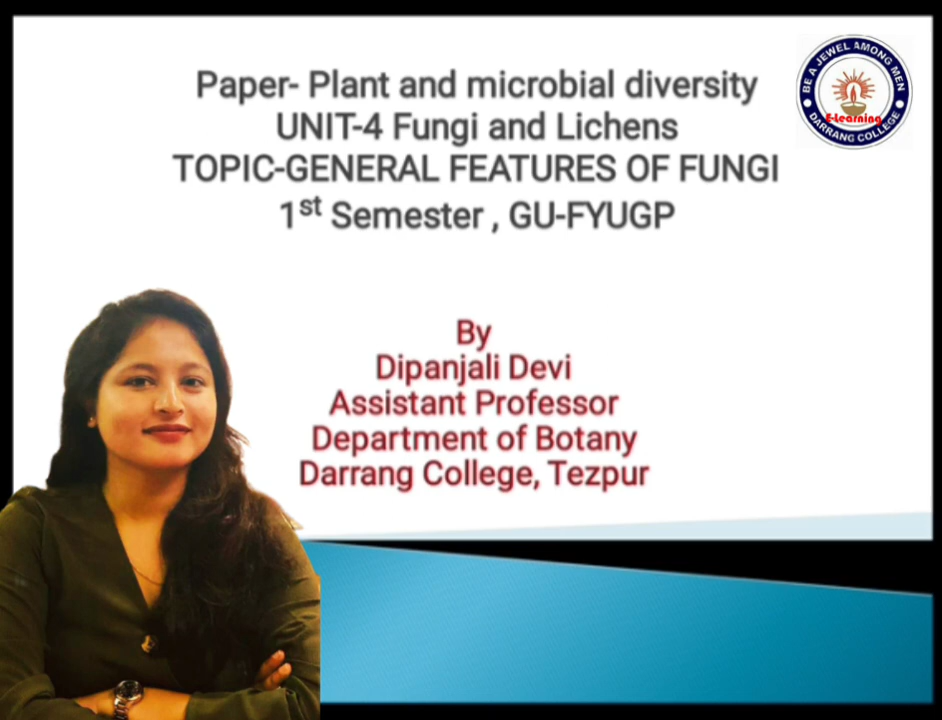 Paper- Plant and microbial diversity
UNIT-4 Fungi and Lichens
TOPIC-GENERAL FEATURES OF FUNGI
1st Semester , GU-FYUGP
BE A JEWEL AMONG MEN
E-Learning
DARRANG COLLEGE
By
Dipanjali Devi
Assistant Professor
Department of Botany
Darrang College, Tezpur